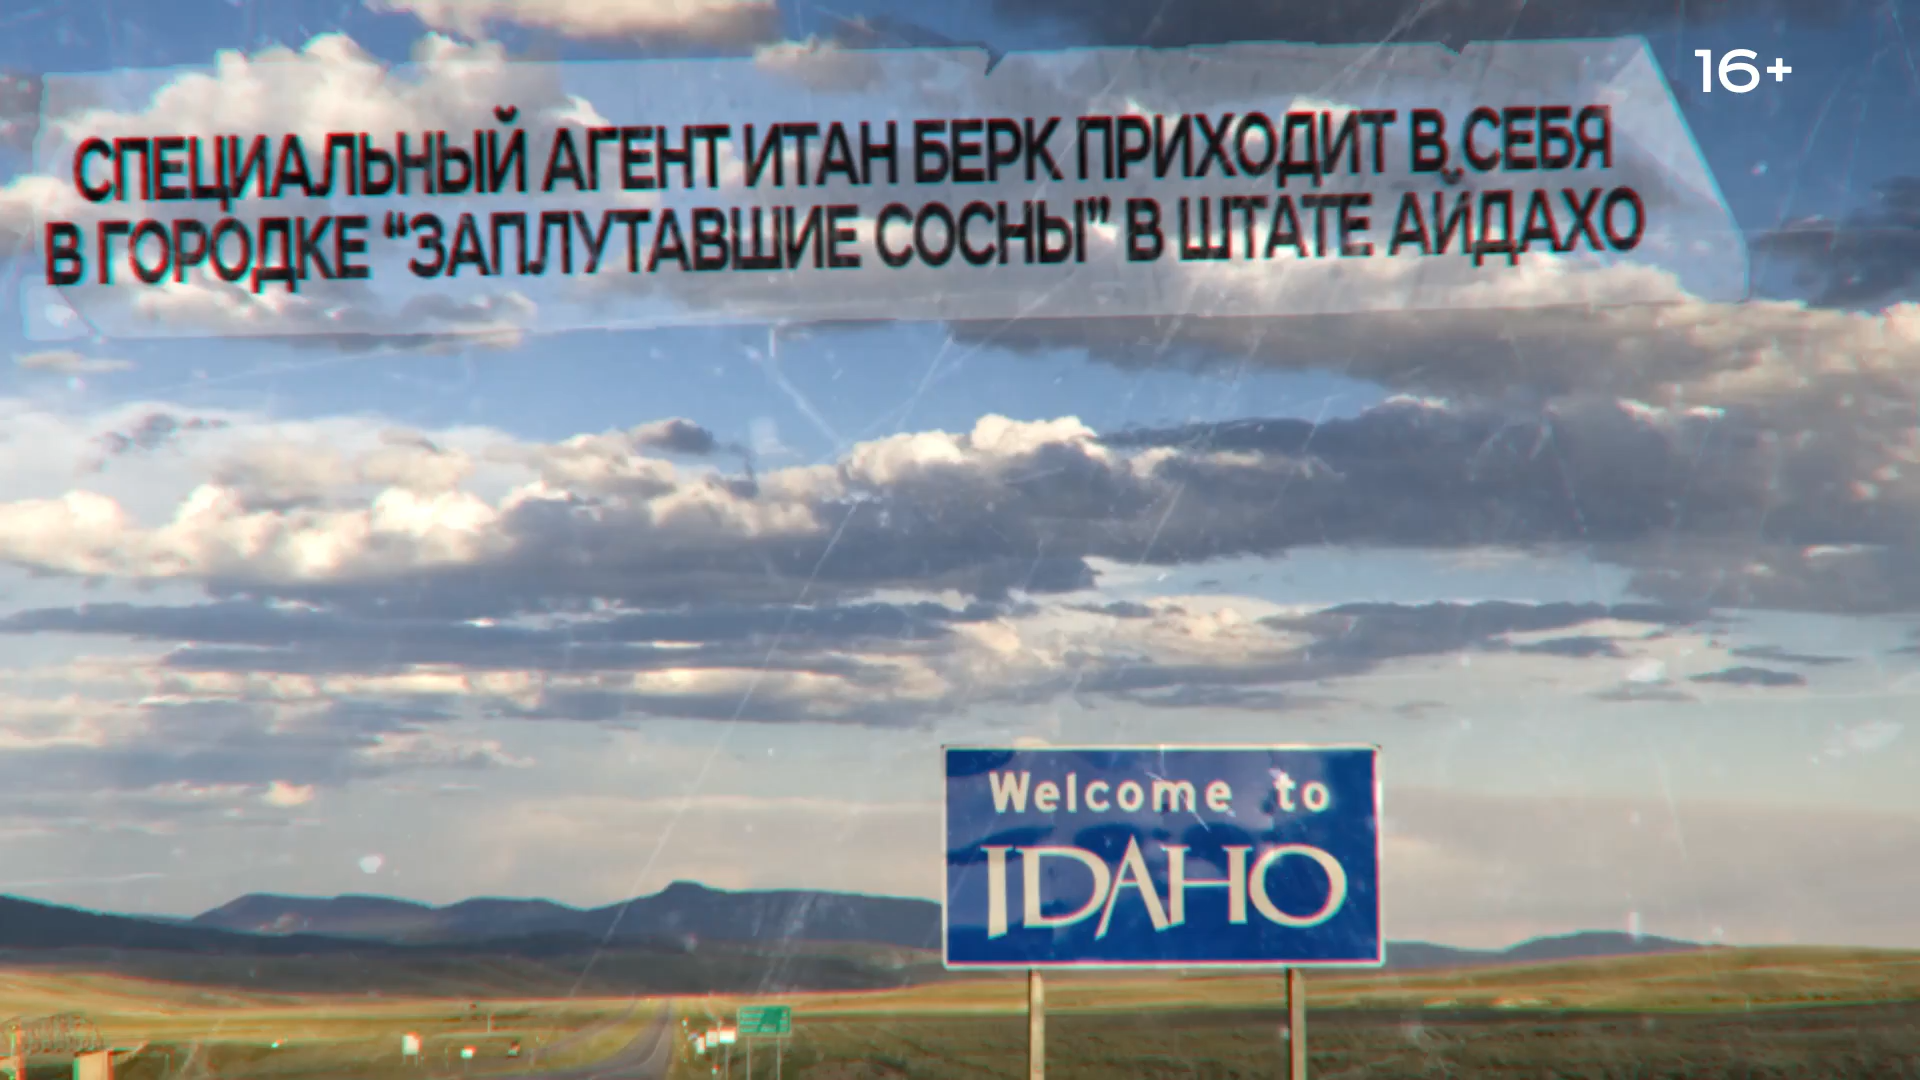 16+
СПЕЦИАЛЬНЫЙ АГЕНТ ИТАН БЕРК ПРИХОДИТ В СЕБЯ
В ГОРОДКЕ “ЗАПЛУТАВШИЕ СОСНЫ” В ШТАТЕ АЙДАХО
Welcome to
IDAHO